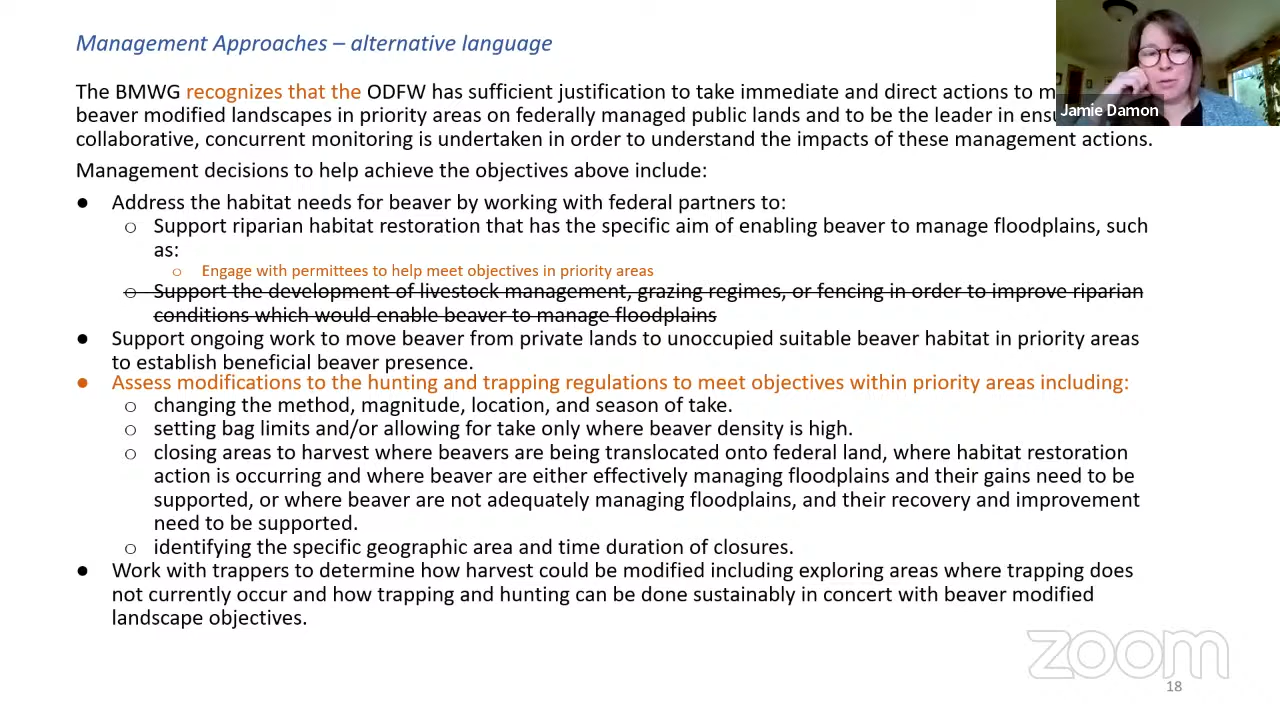 Management Approaches – alternative language
The BMWG recognizes that the ODFW has sufficient justification to take immediate and direct actions to
beaver modified landscapes in priority areas on federally managed public lands and to be the leader in
collaborative, concurrent monitoring is undertaken in order to understand the impacts of these management actions.
Management decisions to help achieve the objectives above include:
● Address the habitat needs for beaver by working with federal partners to:
○ Support riparian habitat restoration that has the specific aim of enabling beaver to manage floodplains, such
as:
○ Engage with permittees to help meet objectives in priority areas
○ Support the development of livestock management, grazing regimes, or fencing in order to improve riparian
conditions which would enable beaver to manage floodplains
● Support ongoing work to move beaver from private lands to unoccupied suitable beaver habitat in priority areas
to establish beneficial beaver presence.
● Assess modifications to the hunting and trapping regulations to meet objectives within priority areas including:
○ changing the method, magnitude, location, and season of take.
○ setting bag limits and/or allowing for take only where beaver density is high.
○ closing areas to harvest where beavers are being translocated onto federal land, where habitat restoration
action is occurring and where beaver are either effectively managing floodplains and their gains need to be
supported, or where beaver are not adequately managing floodplains, and their recovery and improvement
need to be supported.
○ identifying the specific geographic area and time duration of closures.
● Work with trappers to determine how harvest could be modified including exploring areas where trapping does
not currently occur and how trapping and hunting can be done sustainably in concert with beaver modified
landscape objectives.
Jamie Damon
zoom
18